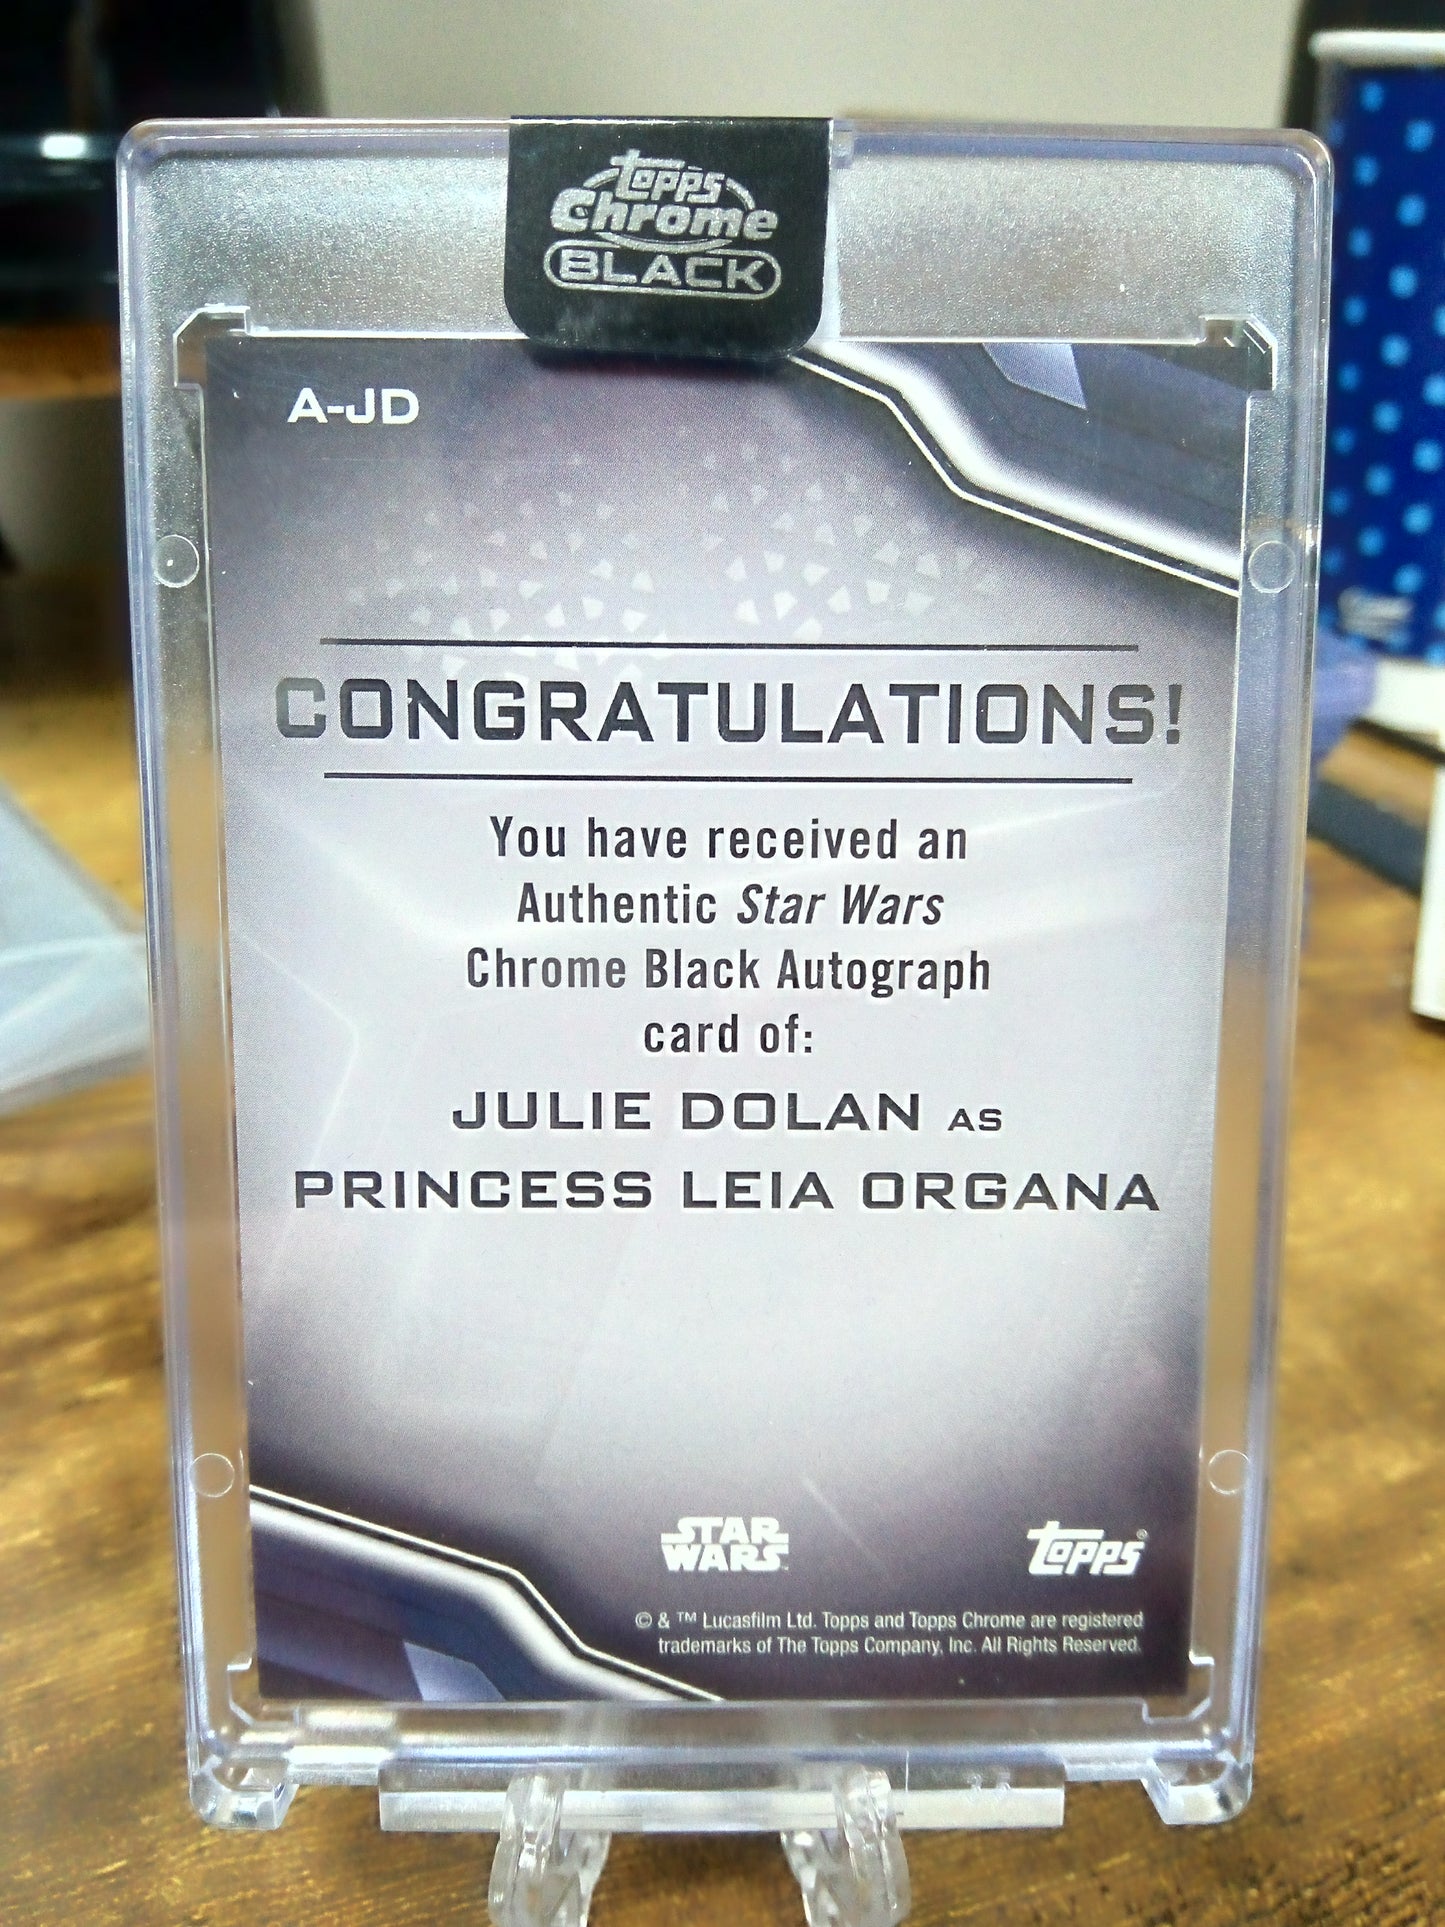 Topps
Chrome
BLACK
A-JD
CONGRATULATIONS!
You have received an
Authentic Star Wars
Chrome Black Autograph
card of:
JULIE DOLAN AS
PRINCESS LEIA ORGANA
STAR
WARS
Topps®
© & ™ Lucasfilm Ltd. Topps and Topps Chrome are registered
trademarks of The Topps Company, Inc. All Rights Reserved.